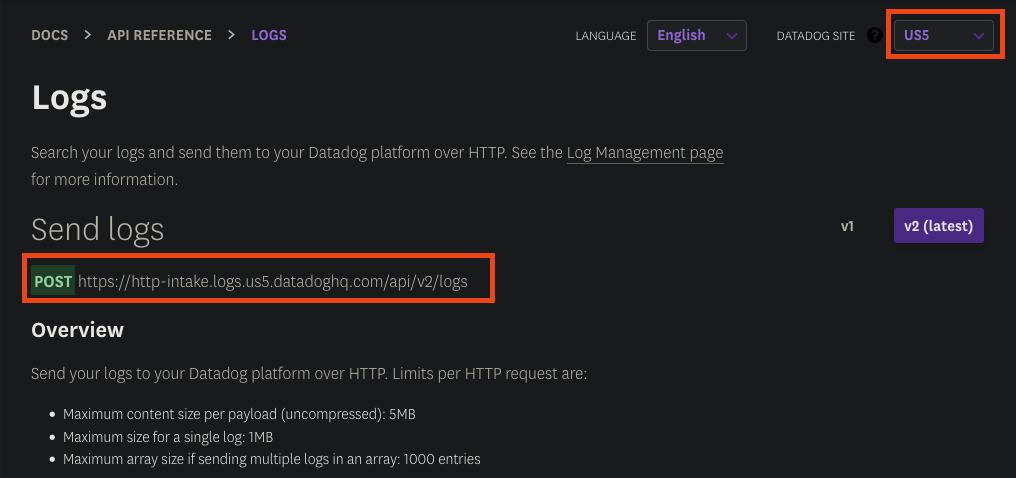 DOCS > API REFERENCE > LOGS LANGUAGE English DATADOG SITE ? US5
Logs
Search your logs and send them to your Datadog platform over HTTP. See the Log Management page
for more information.
Send logs v1 v2 (latest)
POST https://http-intake.logs.us5.datadoghq.com/api/v2/logs
Overview
Send your logs to your Datadog platform over HTTP. Limits per HTTP request are:
• Maximum content size per payload (uncompressed): 5MB
• Maximum size for a single log: 1MB
• Maximum array size if sending multiple logs in an array: 1000 entries